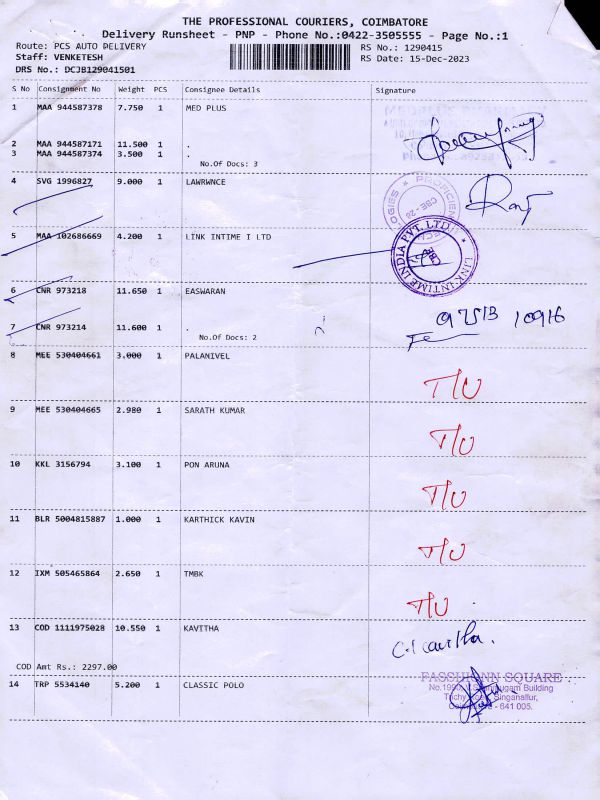 THE PROFESSIONAL COURIERS, COIMBATORE
Delivery Runsheet - PNP - Phone No.:0422-3505555 - Page No.:1
Route: PCS AUTO DELIVERY RS No.: 1290415
Staff: VENKETESH RS Date: 15-Dec-2023
DRS No.: DCJB129041501
S No Consignment No Weight PCS Consignee Details Signature
1 MAA 944587378 7.750 1 MED PLUS
2 MAA 944587171 11.500 1 .
3 MAA 944587374 3.500 1 .
No.Of Docs: 3
4 SVG 1996827 9.000 1 LAWRWNCE
5 MAA 102686669 4.200 1 LINK INTIME I LTD
LINK INTIME INDIA PVT. LTD. CBE
6 CNR 973218 11.650 1 EASWARAN
7 CNR 973214 11.600 1 .
No.Of Docs: 2
8 MEE 530404661 3.000 1 PALANIVEL
T/U
9 MEE 530404665 2.980 1 SARATH KUMAR
T/U
10 KKL 3156794 3.100 1 PON ARUNA
T/U
11 BLR 5004815887 1.000 1 KARTHICK KAVIN
T/U
12 IXM 505465864 2.650 1 TMBK
T/U
13 COD 1111975028 10.550 1 KAVITHA
COD Amt Rs.: 2297.00
FASSHIONN SQUARE
14 TRP 5534140 5.200 1 CLASSIC POLO
Building
Singanallur,
- 641 005.